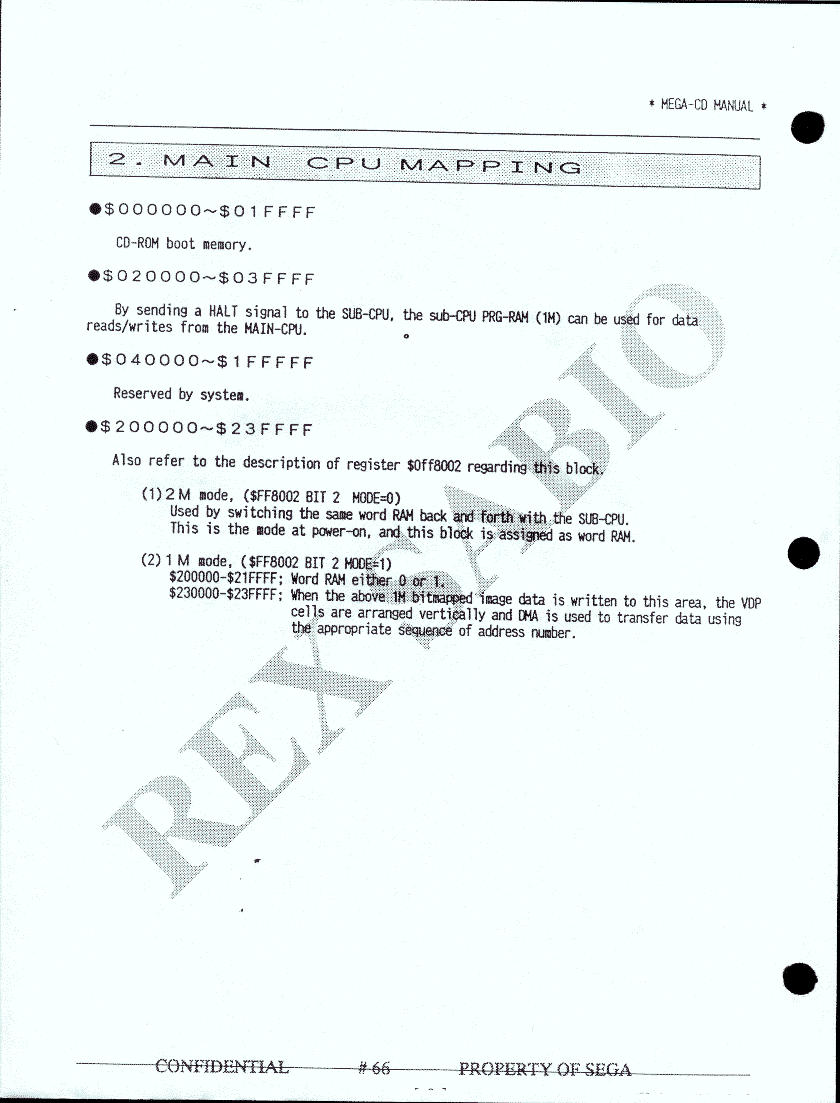 * MEGA-CD MANUAL *
2. MAIN CPU MAPPING
●$000000~$01FFFF
CD-ROM boot memory.
●$020000~$03FFFF
By sending a HALT signal to the SUB-CPU, the sub-CPU PRG-RAM (1M) can be used for data
reads/writes from the MAIN-CPU.
●$040000~$1FFFFF
Reserved by system.
●$200000~$23FFFF
Also refer to the description of register $0ff8002 regarding this block.
(1) 2M mode, ($FF8002 BIT 2 MODE=0)
Used by switching the same word RAM back and forth with the SUB-CPU.
This is the mode at power-on, and this block is assigned as word RAM.
(2) 1M mode, ($FF8002 BIT 2 MODE=1)
$200000-$21FFFF; Word RAM either 0 or 1.
$230000-$23FFFF; When the above 1M bitmapped image data is written to this area, the VDP
cells are arranged vertically and DMA is used to transfer data using
the appropriate sequence of address number.
REX SABIO
CONFIDENTIAL #66 PROPERTY OF SEGA